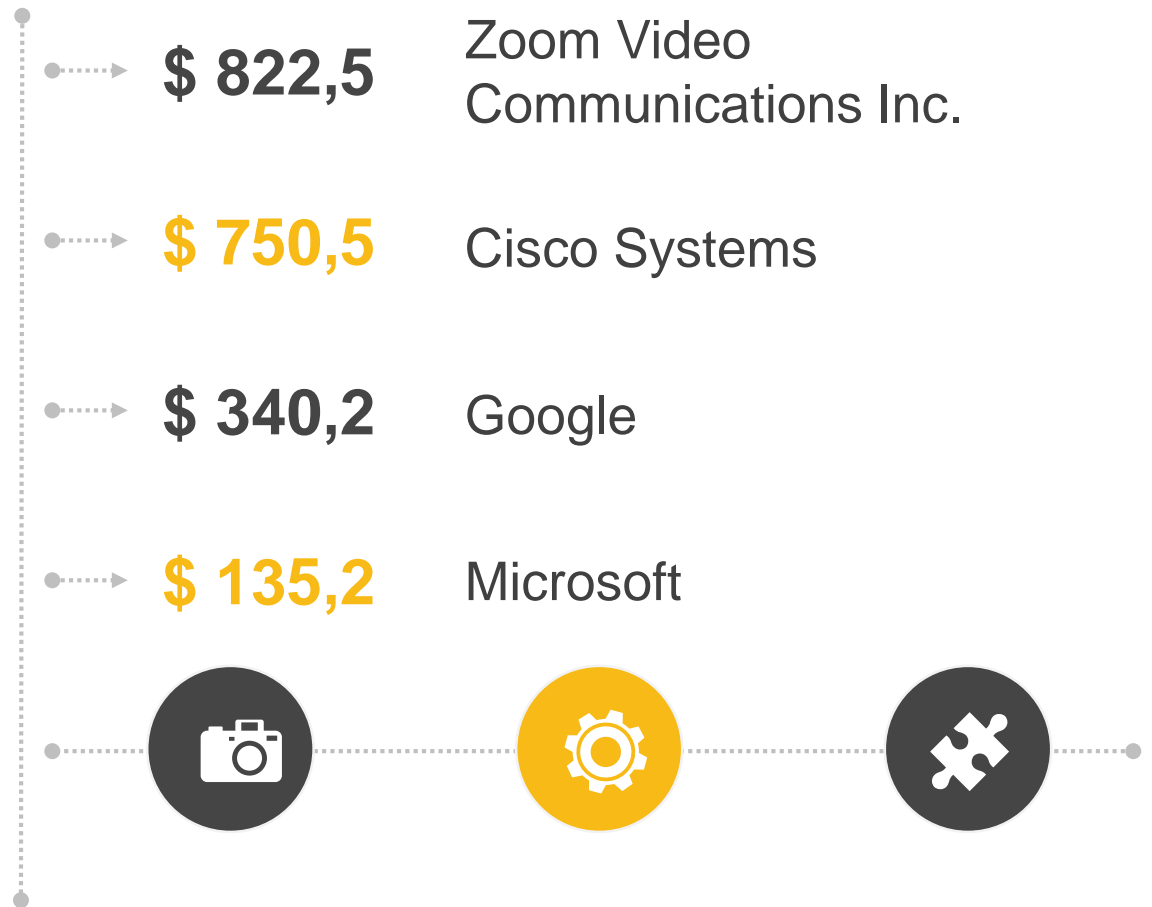 $ 822,5
Zoom Video
Communications Inc.
$ 750,5
Cisco Systems
$ 340,2
Google
$ 135,2
Microsoft